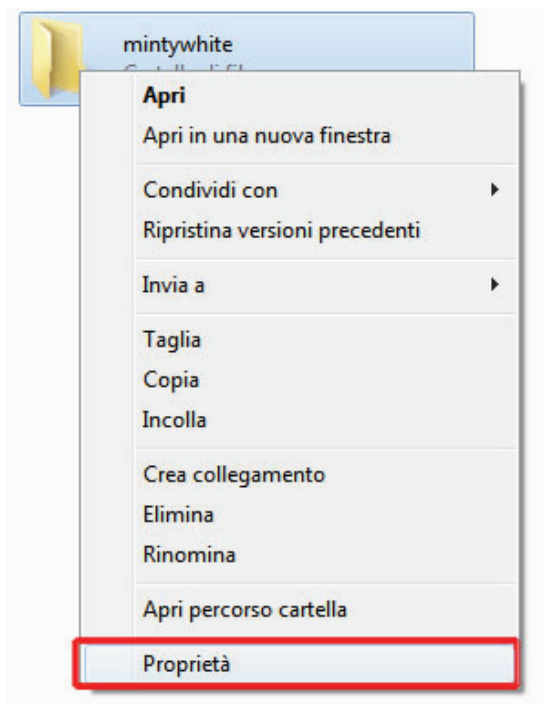 mintywhite
Apri
Apri in una nuova finestra
Condividi con
Ripristina versioni precedenti
Invia a
Taglia
Copia
Incolla
Crea collegamento
Elimina
Rinomina
Apri percorso cartella
Proprietà